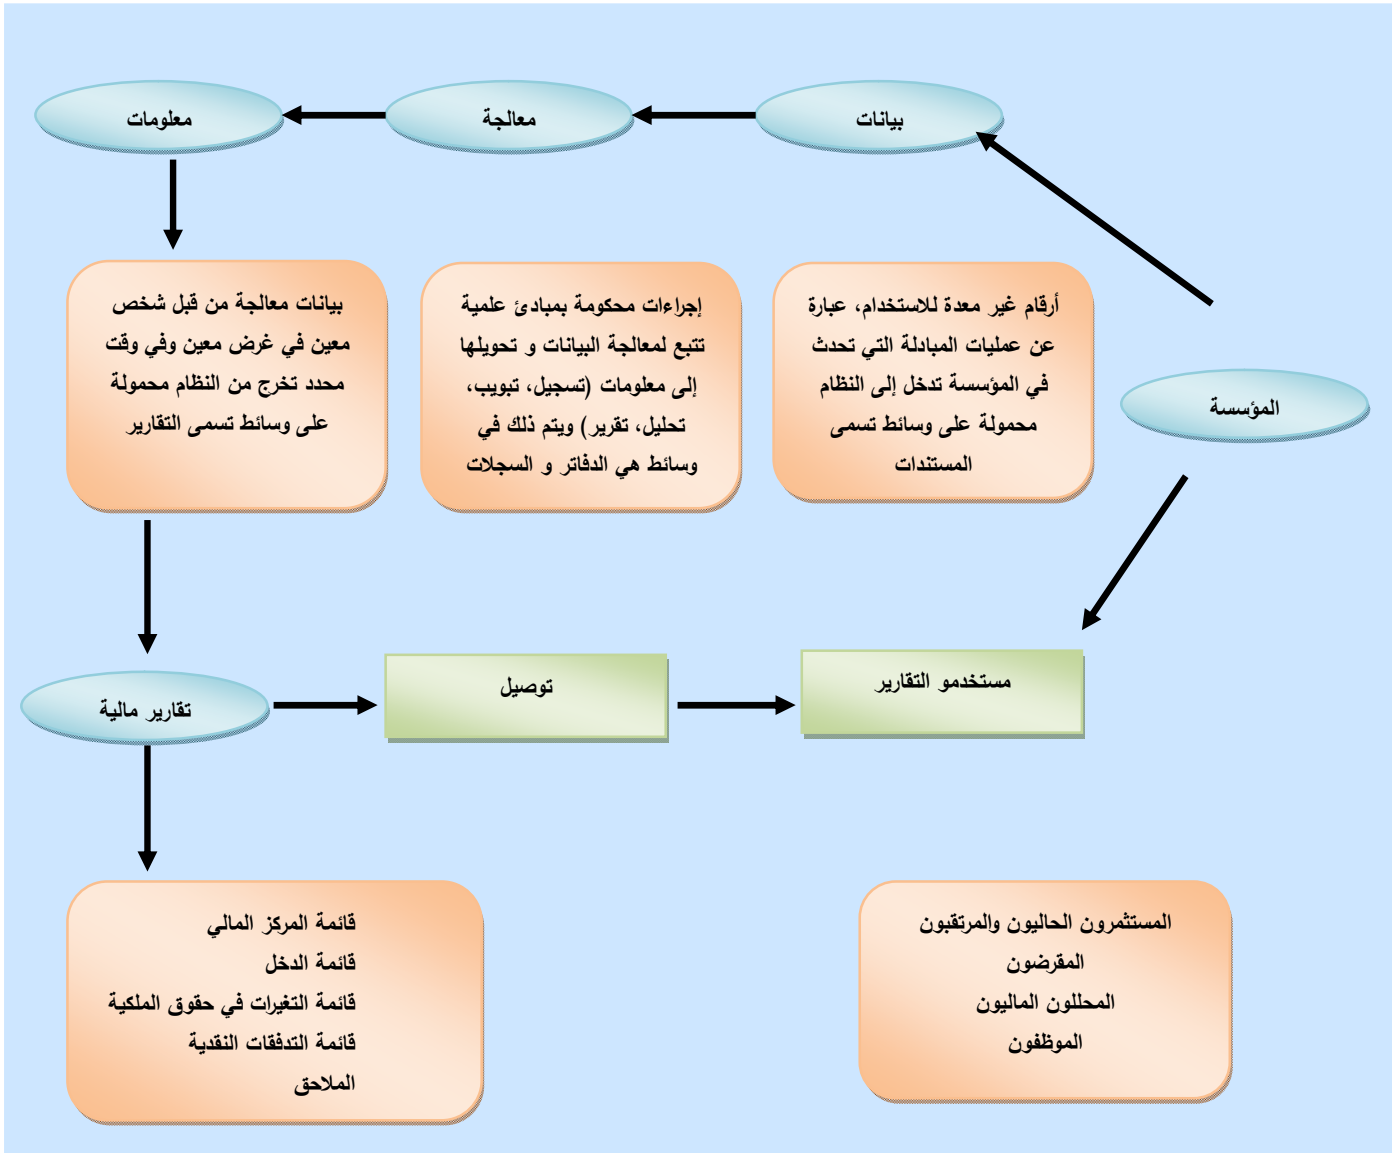 بيانات
معالجة
معلومات
أرقام غير معدة للاستخدام، عبارة
عن عمليات المبادلة التي تحدث
في المؤسسة تدخل إلى النظام
محمولة على وسائط تسمى
المستندات
إجراءات محكومة بمبادئ علمية
تتبع لمعالجة البيانات و تحويلها
إلى معلومات (تسجيل، تبويب،
تحليل، تقرير) ويتم ذلك في
وسائط هي الدفاتر و السجلات
بيانات معالجة من قبل شخص
معين في غرض معين وفي وقت
محدد تخرج من النظام محمولة
على وسائط تسمى التقارير
المؤسسة
مستخدمو التقارير
توصيل
تقارير مالية
المستثمرون الحاليون والمرتقبون
المقرضون
المحللون الماليون
الموظفون
قائمة المركز المالي
قائمة الدخل
قائمة التغيرات في حقوق الملكية
قائمة التدفقات النقدية
الملاحق